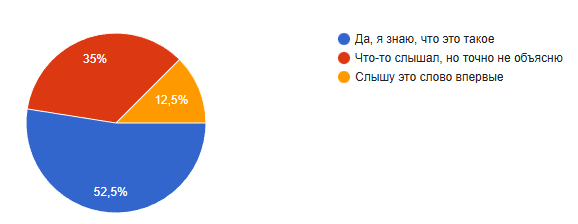 35%
12,5%
52,5%
Да, я знаю, что это такое
Что-то слышал, но точно не объясню
Слышу это слово впервые